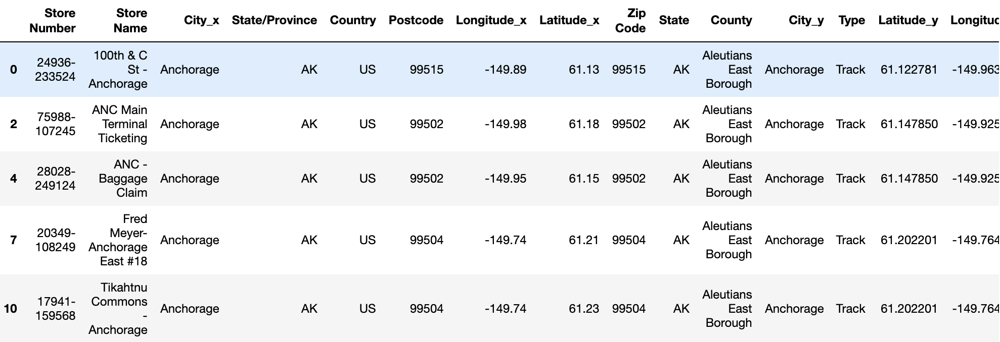 Store Number Store Name City_x State/Province Country Postcode Longitude_x Latitude_x Zip Code State County City_y Type Latitude_y Longitud
0 24936-233524 100th & C St - Anchorage Anchorage AK US 99515 -149.89 61.13 99515 AK Aleutians East Borough Anchorage Track 61.122781 -149.963
2 75988-107245 ANC Main Terminal Ticketing Anchorage AK US 99502 -149.98 61.18 99502 AK Aleutians East Borough Anchorage Track 61.147850 -149.925
4 28028-249124 ANC - Baggage Claim Anchorage AK US 99502 -149.95 61.15 99502 AK Aleutians East Borough Anchorage Track 61.147850 -149.925
7 20349-108249 Fred Meyer-Anchorage East #18 Anchorage AK US 99504 -149.74 61.21 99504 AK Aleutians East Borough Anchorage Track 61.202201 -149.764
10 17941-159568 Tikahtnu Commons - Anchorage Anchorage AK US 99504 -149.74 61.23 99504 AK Aleutians East Borough Anchorage Track 61.202201 -149.764